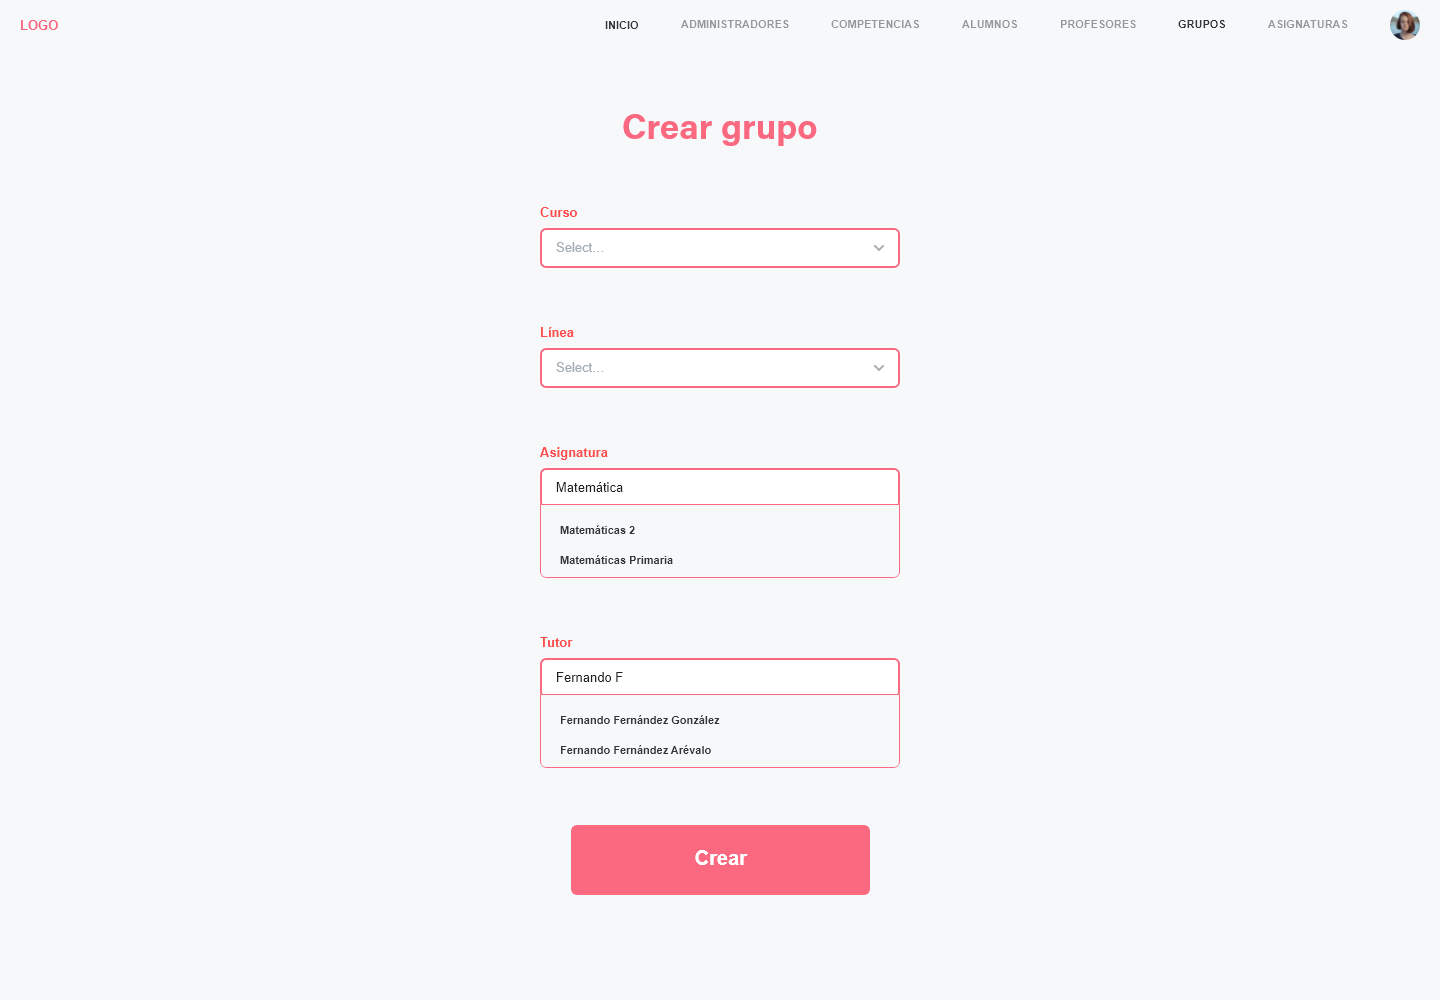 LOGO
INICIO
ADMINISTRADORES
COMPETENCIAS
ALUMNOS
PROFESORES
GRUPOS
ASIGNATURAS
Crear grupo
Curso
Select...
Línea
Select...
Asignatura
Matemática
Matemáticas 2
Matemáticas Primaria
Tutor
Fernando F
Fernando Fernández González
Fernando Fernández Arévalo
Crear